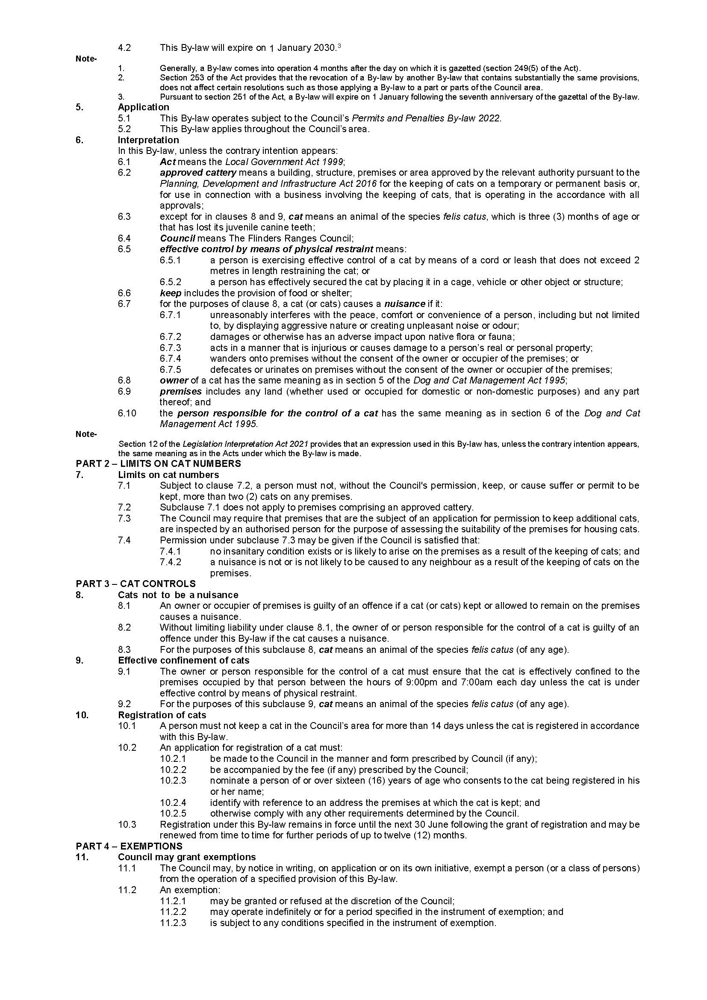 4.2 This By-law will expire on 1 January 2030.³
Note-
1. Generally, a By-law comes into operation 4 months after the day on which it is gazetted (section 249(5) of the Act).
2. Section 253 of the Act provides that the revocation of a By-law by another By-law that contains substantially the same provisions,
does not affect certain resolutions such as those applying a By-law to a part or parts of the Council area.
3. Pursuant to section 251 of the Act, a By-law will expire on 1 January following the seventh anniversary of the gazettal of the By-law.
5. Application
5.1 This By-law operates subject to the Council’s Permits and Penalties By-law 2022.
5.2 This By-law applies throughout the Council’s area.
6. Interpretation
In this By-law, unless the contrary intention appears:
6.1 Act means the Local Government Act 1999;
6.2 approved cattery means a building, structure, premises or area approved by the relevant authority pursuant to the
Planning, Development and Infrastructure Act 2016 for the keeping of cats on a temporary or permanent basis or,
for use in connection with a business involving the keeping of cats, that is operating in the accordance with all
approvals;
6.3 except for in clauses 8 and 9, cat means an animal of the species felis catus, which is three (3) months of age or
that has lost its juvenile canine teeth;
6.4 Council means The Flinders Ranges Council;
6.5 effective control by means of physical restraint means:
6.5.1 a person is exercising effective control of a cat by means of a cord or leash that does not exceed 2
metres in length restraining the cat; or
6.5.2 a person has effectively secured the cat by placing it in a cage, vehicle or other object or structure;
6.6 keep includes the provision of food or shelter;
6.7 for the purposes of clause 8, a cat (or cats) causes a nuisance if it:
6.7.1 unreasonably interferes with the peace, comfort or convenience of a person, including but not limited
to, by displaying aggressive nature or creating unpleasant noise or odour;
6.7.2 damages or otherwise has an adverse impact upon native flora or fauna;
6.7.3 acts in a manner that is injurious or causes damage to a person’s real or personal property;
6.7.4 wanders onto premises without the consent of the owner or occupier of the premises; or
6.7.5 defecates or urinates on premises without the consent of the owner or occupier of the premises;
6.8 owner of a cat has the same meaning as in section 5 of the Dog and Cat Management Act 1995;
6.9 premises includes any land (whether used or occupied for domestic or non-domestic purposes) and any part
thereof; and
6.10 the person responsible for the control of a cat has the same meaning as in section 6 of the Dog and Cat
Management Act 1995.
Note-
Section 12 of the Legislation Interpretation Act 2021 provides that an expression used in this By-law has, unless the contrary intention appears,
the same meaning as in the Acts under which the By-law is made.
PART 2 – LIMITS ON CAT NUMBERS
7. Limits on cat numbers
7.1 Subject to clause 7.2, a person must not, without the Council's permission, keep, or cause suffer or permit to be
kept, more than two (2) cats on any premises.
7.2 Subclause 7.1 does not apply to premises comprising an approved cattery.
7.3 The Council may require that premises that are the subject of an application for permission to keep additional cats,
are inspected by an authorised person for the purpose of assessing the suitability of the premises for housing cats.
7.4 Permission under subclause 7.3 may be given if the Council is satisfied that:
7.4.1 no insanitary condition exists or is likely to arise on the premises as a result of the keeping of cats; and
7.4.2 a nuisance is not or is not likely to be caused to any neighbour as a result of the keeping of cats on the
premises.
PART 3 – CAT CONTROLS
8. Cats not to be a nuisance
8.1 An owner or occupier of premises is guilty of an offence if a cat (or cats) kept or allowed to remain on the premises
causes a nuisance.
8.2 Without limiting liability under clause 8.1, the owner of or person responsible for the control of a cat is guilty of an
offence under this By-law if the cat causes a nuisance.
8.3 For the purposes of this subclause 8, cat means an animal of the species felis catus (of any age).
9. Effective confinement of cats
9.1 The owner or person responsible for the control of a cat must ensure that the cat is effectively confined to the
premises occupied by that person between the hours of 9:00pm and 7:00am each day unless the cat is under
effective control by means of physical restraint.
9.2 For the purposes of this subclause 9, cat means an animal of the species felis catus (of any age).
10. Registration of cats
10.1 A person must not keep a cat in the Council’s area for more than 14 days unless the cat is registered in accordance
with this By-law.
10.2 An application for registration of a cat must:
10.2.1 be made to the Council in the manner and form prescribed by Council (if any);
10.2.2 be accompanied by the fee (if any) prescribed by the Council;
10.2.3 nominate a person of or over sixteen (16) years of age who consents to the cat being registered in his
or her name;
10.2.4 identify with reference to an address the premises at which the cat is kept; and
10.2.5 otherwise comply with any other requirements determined by the Council.
10.3 Registration under this By-law remains in force until the next 30 June following the grant of registration and may be
renewed from time to time for further periods of up to twelve (12) months.
PART 4 – EXEMPTIONS
11. Council may grant exemptions
11.1 The Council may, by notice in writing, on application or on its own initiative, exempt a person (or a class of persons)
from the operation of a specified provision of this By-law.
11.2 An exemption:
11.2.1 may be granted or refused at the discretion of the Council;
11.2.2 may operate indefinitely or for a period specified in the instrument of exemption; and
11.2.3 is subject to any conditions specified in the instrument of exemption.